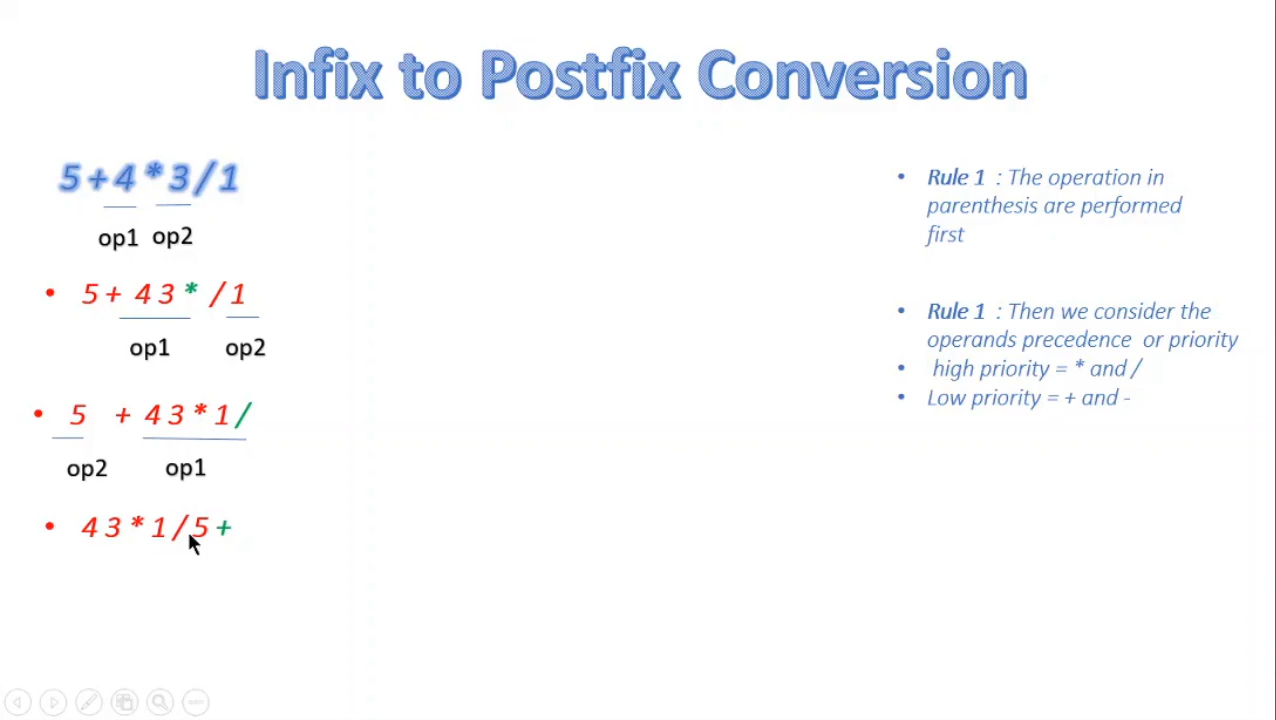 Infix to Postfix Conversion
5+4*3/1
op1 op2
• 5+ 4 3 * /1
op1 op2
• 5 + 4 3 * 1 /
op2 op1
• 4 3 * 1 / 5 +
• Rule 1 : The operation in
parenthesis are performed
first
• Rule 1 : Then we consider the
operands precedence or priority
• high priority = * and /
• Low priority = + and -